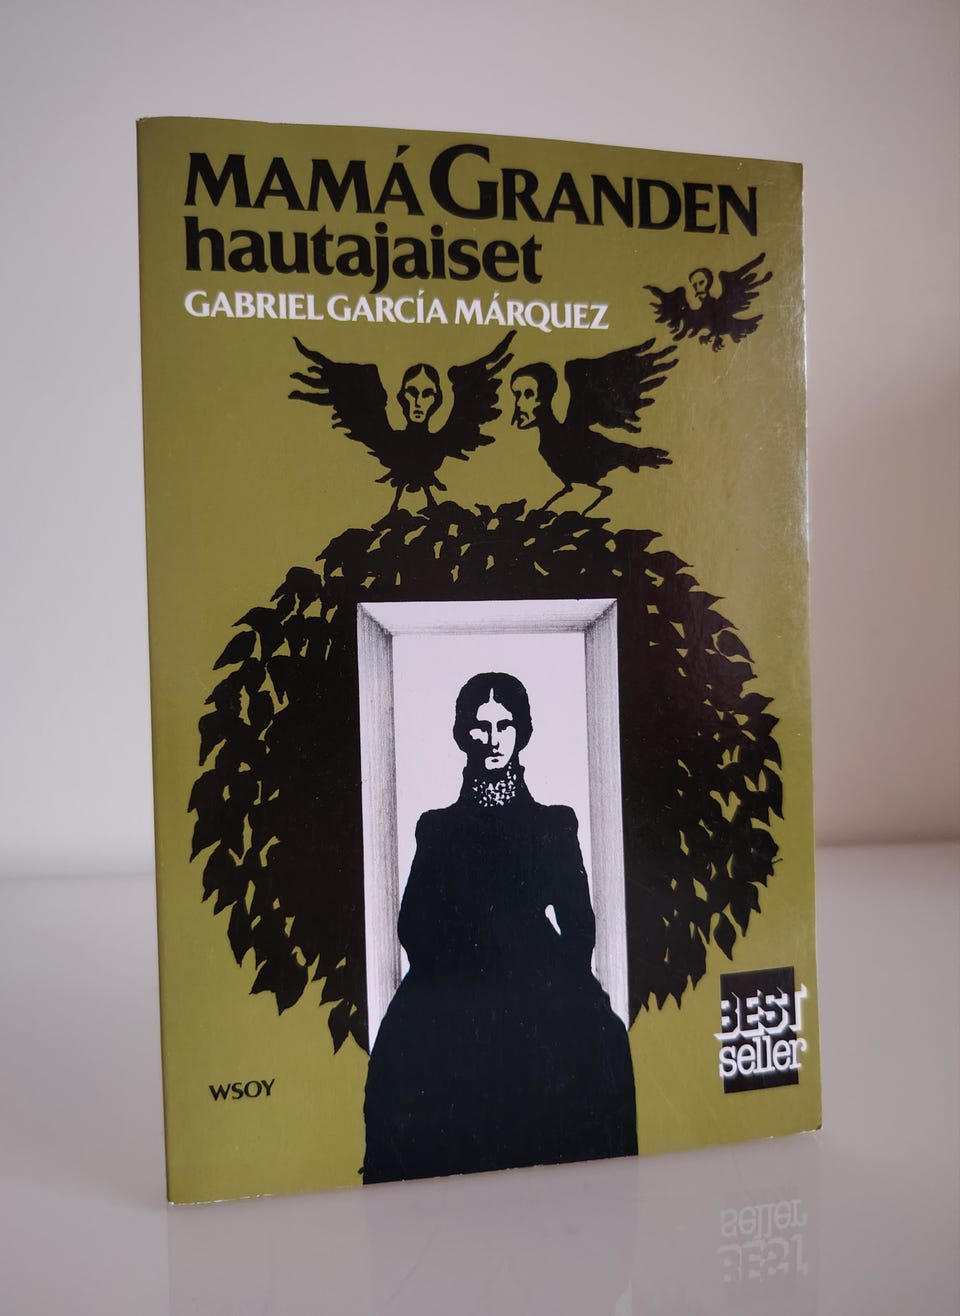 MAMÁ GRANDEN
hautajaiset
GABRIEL GARCÍA MÁRQUEZ
BEST
seller
WSOY